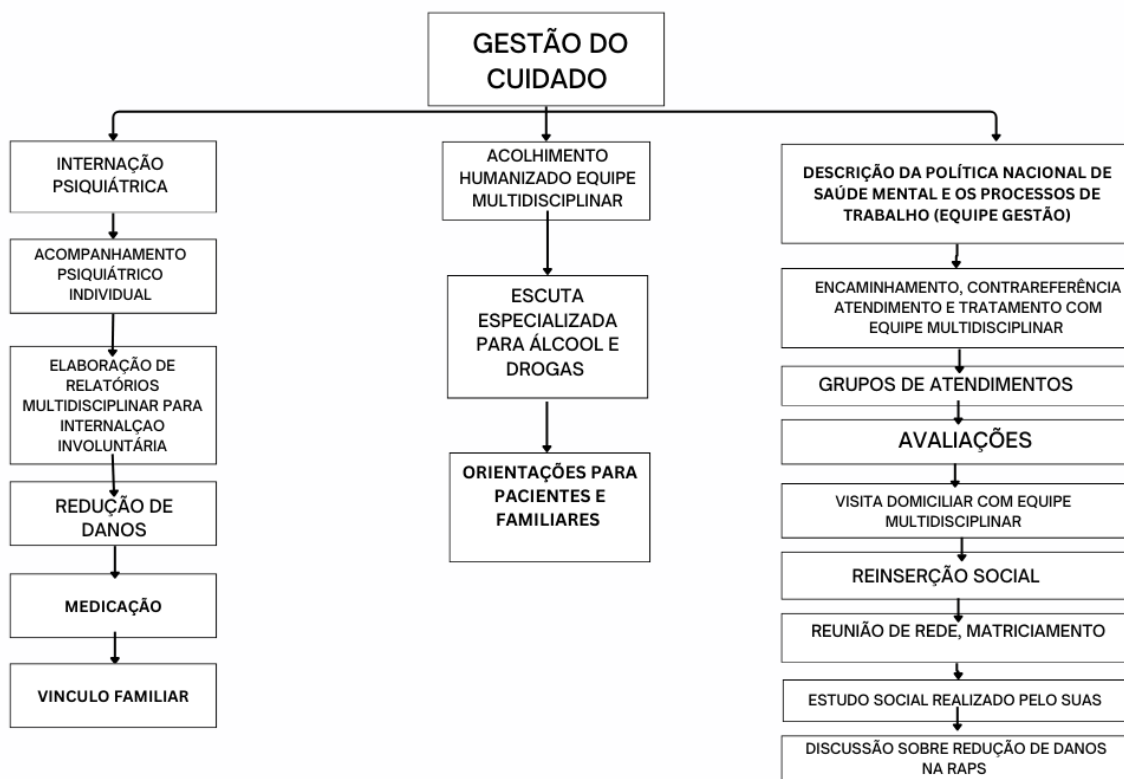 GESTÃO DO
CUIDADO
INTERNAÇÃO
PSIQUIÁTRICA
ACOMPANHAMENTO
PSIQUIÁTRICO
INDIVIDUAL
ELABORAÇÃO DE
RELATÓRIOS
MULTIDISCIPLINAR PARA
INTERNALÇAO
INVOLUNTÁRIA
REDUÇÃO DE
DANOS
MEDICAÇÃO
VINCULO FAMILIAR
ACOLHIMENTO
HUMANIZADO EQUIPE
MULTIDISCIPLINAR
ESCUTA
ESPECIALIZADA
PARA ÁLCOOL E
DROGAS
ORIENTAÇÕES PARA
PACIENTES E
FAMILIARES
DESCRIÇÃO DA POLÍTICA NACIONAL DE
SAÚDE MENTAL E OS PROCESSOS DE
TRABALHO (EQUIPE GESTÃO)
ENCAMINHAMENTO, CONTRAREFERÊNCIA
ATENDIMENTO E TRATAMENTO COM
EQUIPE MULTIDISCIPLINAR
GRUPOS DE ATENDIMENTOS
AVALIAÇÕES
VISITA DOMICILIAR COM EQUIPE
MULTIDISCIPLINAR
REINSERÇÃO SOCIAL
REUNIÃO DE REDE, MATRICIAMENTO
ESTUDO SOCIAL REALIZADO PELO SUAS
DISCUSSÃO SOBRE REDUÇÃO DE DANOS
NA RAPS